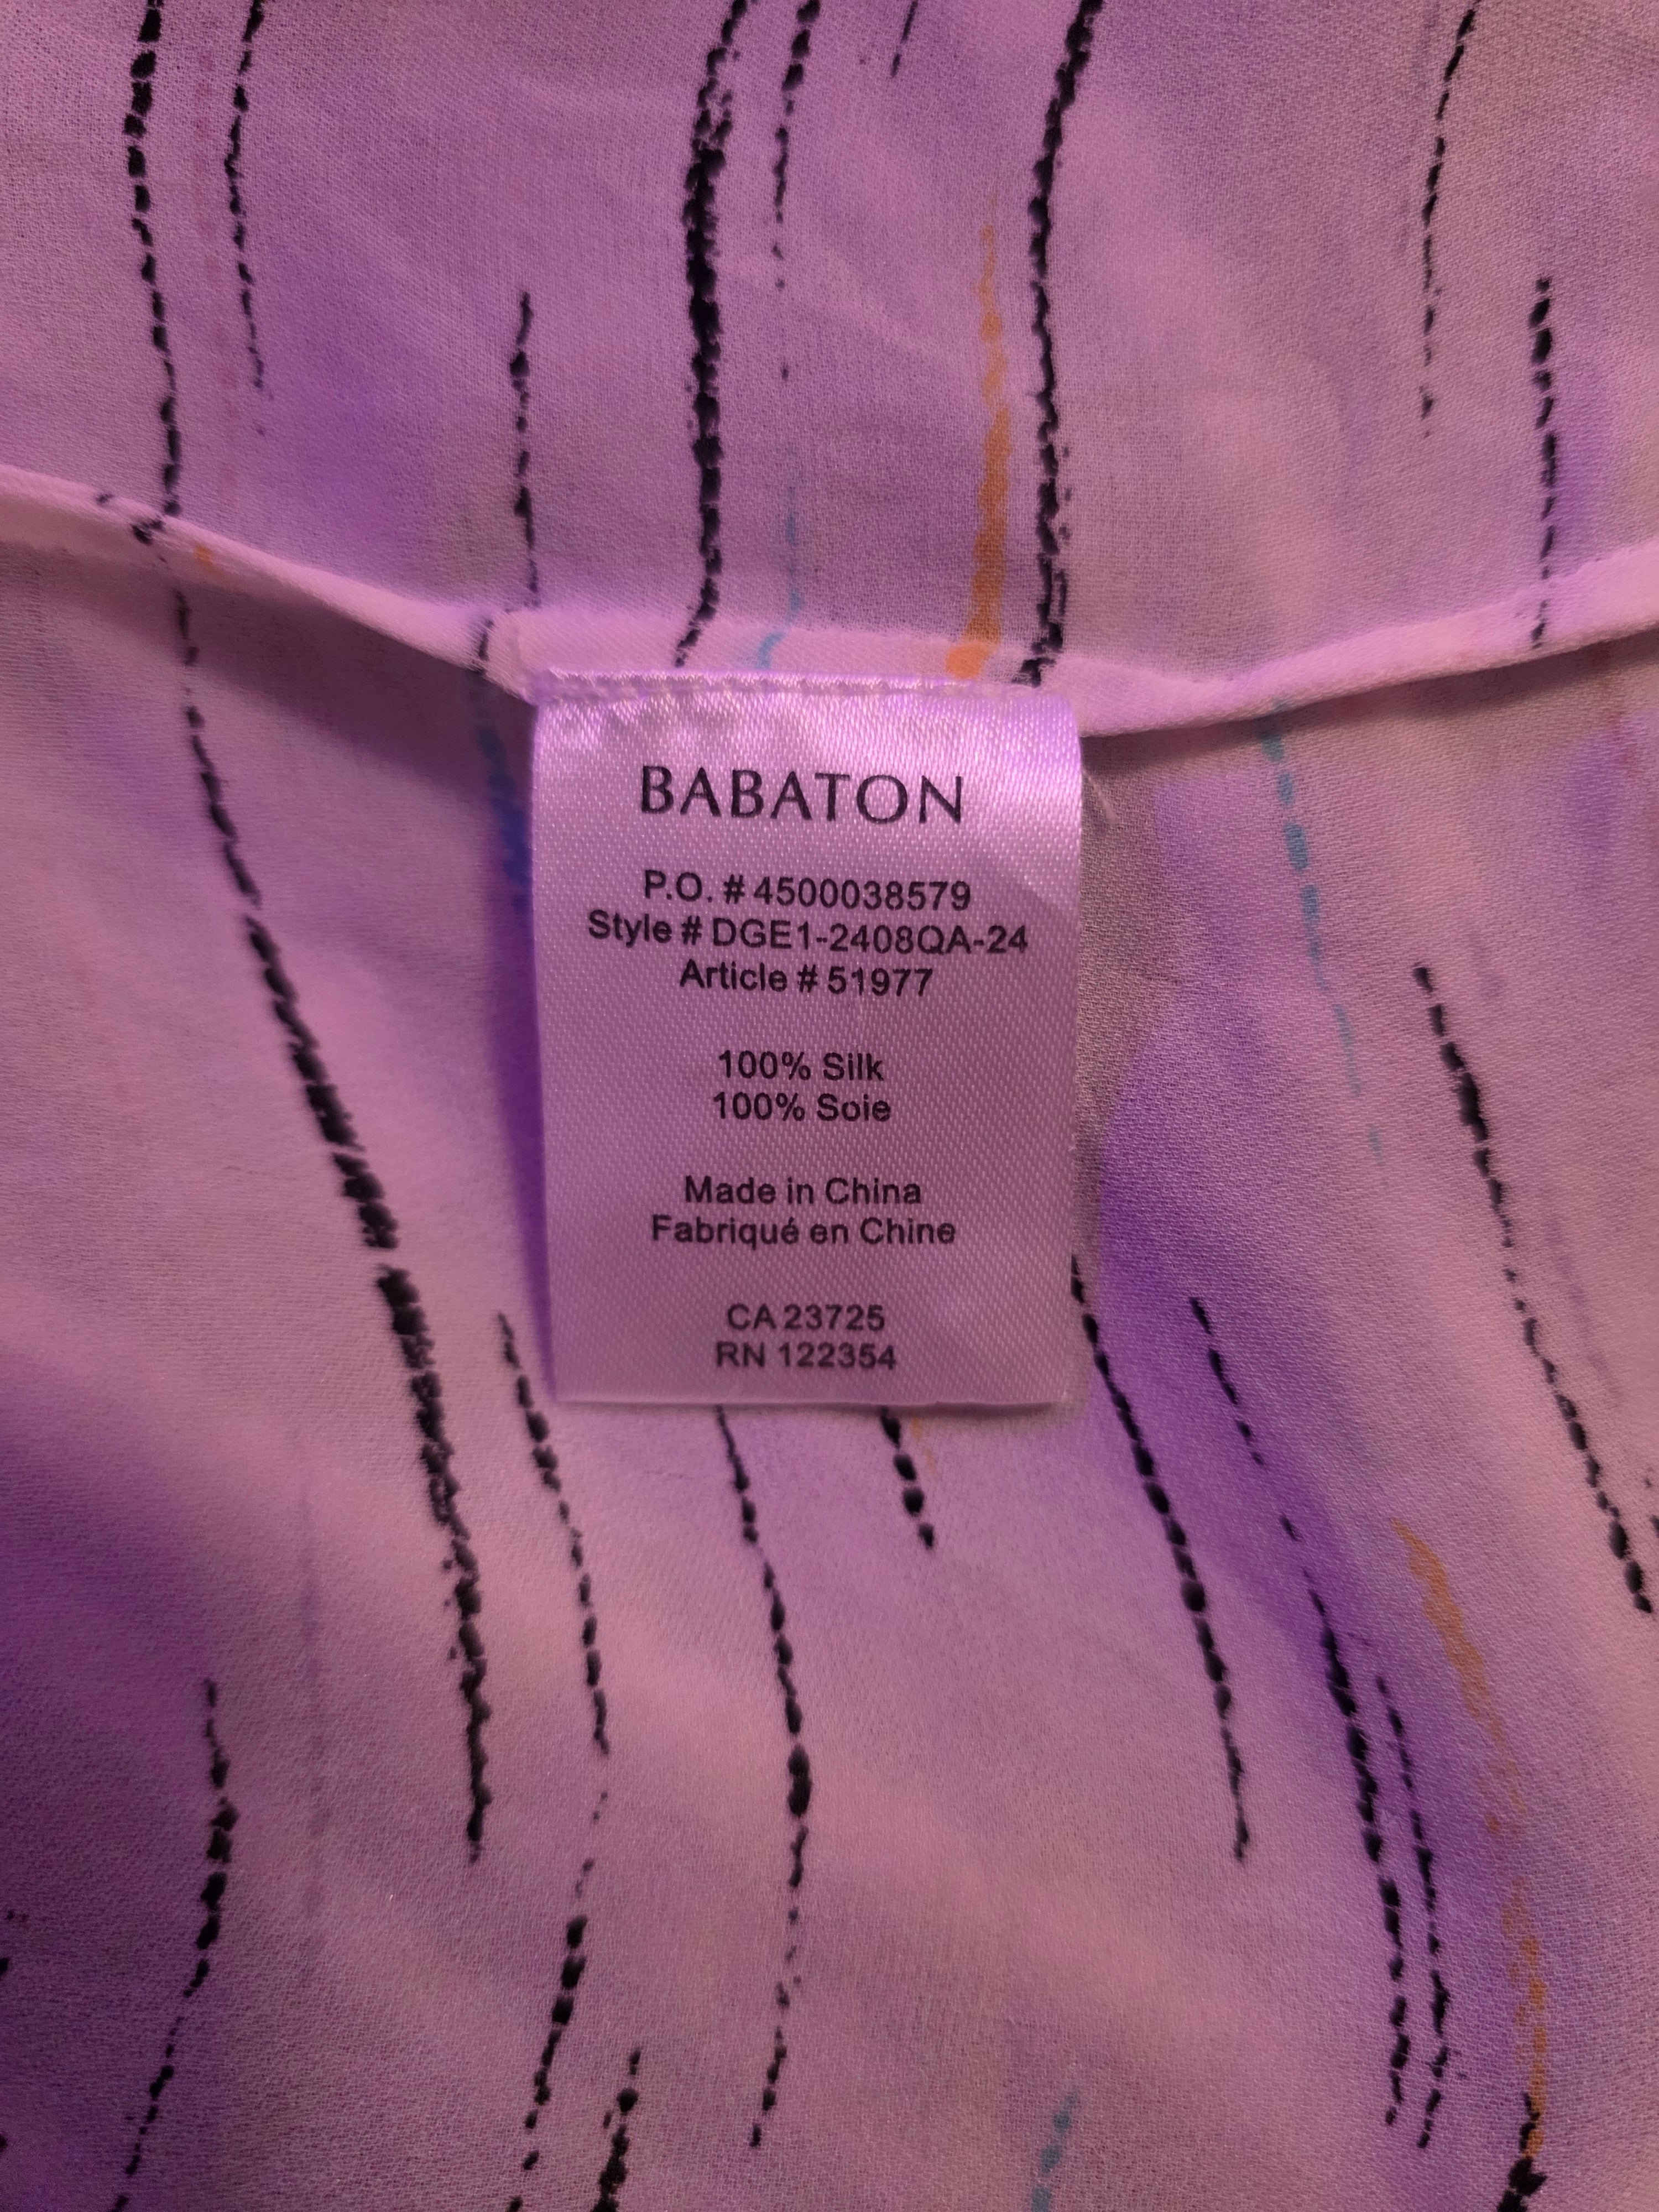 BABATON
P.O. # 4500038579
Style # DGE1-2408QA-24
Article # 51977
100% Silk
100% Soie
Made in China
Fabriqué en Chine
CA 23725
RN 122354